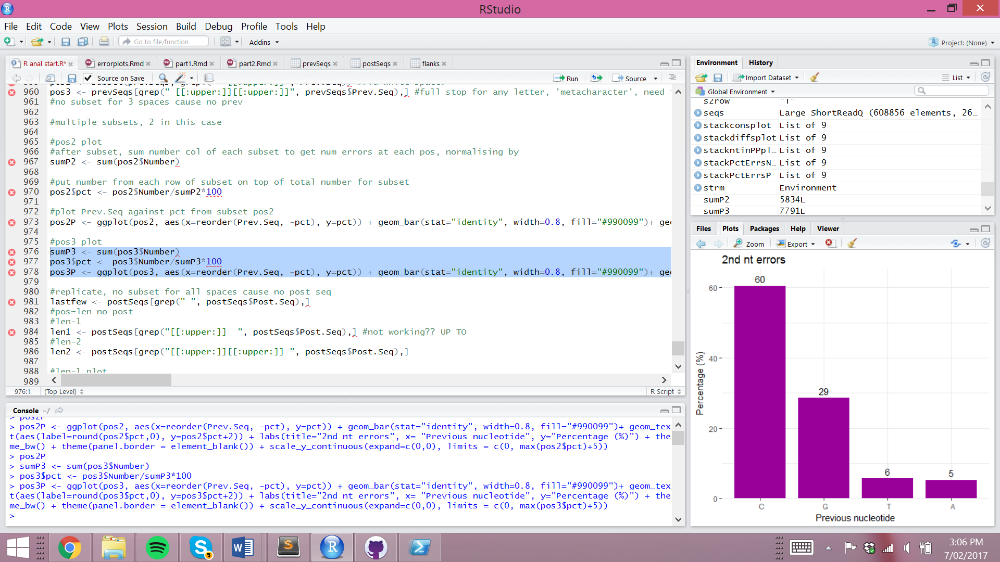 RStudio
File Edit Code View Plots Session Build Debug Profile Tools Help
Go to file/function Addins Project: (None)
R anal start.R* errorplots.Rmd part1.Rmd part2.Rmd prevSeqs postSeqs flanks
Source on Save Run Source
960 pos3 <- prevSeqs[grep(" [[:upper:]][[:upper:]]", prevSeqs$Prev.Seq),] #full stop for any letter, 'metacharacter', need
961 #no subset for 3 spaces cause no prev
962
963 #multiple subsets, 2 in this case
964
965 #pos2 plot
966 #after subset, sum number col of each subset to get num errors at each pos, normalising by
967 sumP2 <- sum(pos2$Number)
968
969 #put number from each row of subset on top of total number for subset
970 pos2$pct <- pos2$Number/sumP2*100
971
972 #plot Prev.Seq against pct from subset pos2
973 pos2P <- ggplot(pos2, aes(x=reorder(Prev.Seq, -pct), y=pct)) + geom_bar(stat="identity", width=0.8, fill="#990099")+ ge
974
975 #pos3 plot
976 sumP3 <- sum(pos3$Number)
977 pos3$pct <- pos3$Number/sumP3*100
978 pos3P <- ggplot(pos3, aes(x=reorder(Prev.Seq, -pct), y=pct)) + geom_bar(stat="identity", width=0.8, fill="#990099")+ ge
979
980 #replicate, no subset for all spaces cause no post seq
981 lastfew <- postSeqs[grep(" ", postSeqs$Post.Seq),]
982 #pos=len no post
983 #len-1
984 len1 <- postSeqs[grep("[[:upper:]]  ", postSeqs$Post.Seq),] #not working?? UP TO
985 #len-2
986 len2 <- postSeqs[grep("[[:upper:]][[:upper:]] ", postSeqs$Post.Seq),]
987
988 #len-1 plot
989
976:1 (Top Level) R Script
Console ~/
> pos2P
> pos2P <- ggplot(pos2, aes(x=reorder(Prev.Seq, -pct), y=pct)) + geom_bar(stat="identity", width=0.8, fill="#990099")+ geom_tex
t(aes(label=round(pos2$pct,0), y=pos2$pct+2)) + labs(title="2nd nt errors", x= "Previous nucleotide", y="Percentage (%)") + the
me_bw() + theme(panel.border = element_blank()) + scale_y_continuous(expand=c(0,0), limits = c(0, max(pos2$pct)+5))
> pos2P
> sumP3 <- sum(pos3$Number)
> pos3$pct <- pos3$Number/sumP3*100
> pos3P <- ggplot(pos3, aes(x=reorder(Prev.Seq, -pct), y=pct)) + geom_bar(stat="identity", width=0.8, fill="#990099")+ geom_tex
t(aes(label=round(pos3$pct,0), y=pos3$pct+2)) + labs(title="2nd nt errors", x= "Previous nucleotide", y="Percentage (%)") + the
me_bw() + theme(panel.border = element_blank()) + scale_y_continuous(expand=c(0,0), limits = c(0, max(pos3$pct)+5))
>
Environment History
Import Dataset List
Global Environment
s2row "T"
seqs Large ShortReadQ (608856 elements, 26…
stackconsplot List of 9
stackdiffsplot List of 9
stackntinPPpl… List of 9
stackPctErrsN… List of 9
stackPctErrsP List of 9
strm Environment
sumP2 5834L
sumP3 7791L
Files Plots Packages Help Viewer
Zoom Export
2nd nt errors
60
29
6
5
60
40
20
0
Percentage (%)
C G T A
Previous nucleotide
5
3:06 PM
7/02/2017